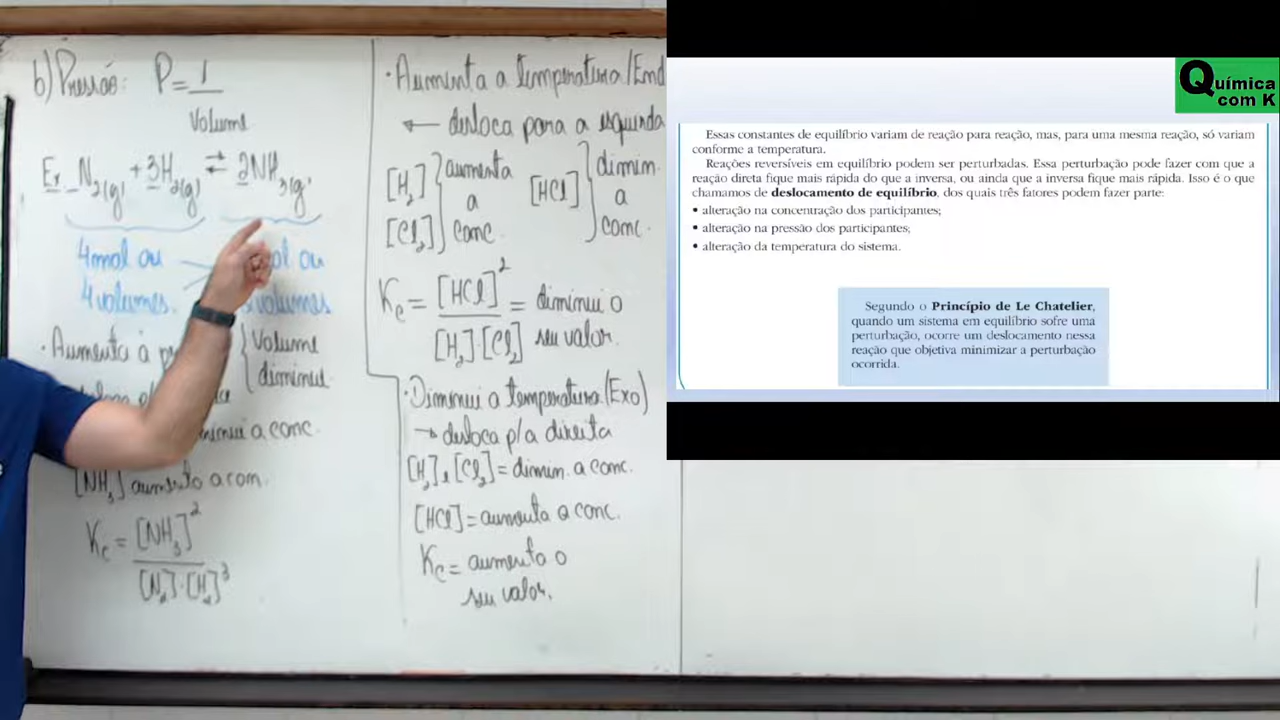 b) Pressão: P = 1
Volume
Ex. N2(g) + 3H2(g) ⇄ 2NH3(g)
4 mol ou
ol ou
4 volumes.
volumes
· Aumenta a p
Volume
diminui
a conc.
[NH3] aumenta a con.
Kc = [NH3]²
[N2]·[H2]³
· Aumenta a temperatura/End
← desloca para a esquerda
[H2] aumenta
[Cl2] a
conc.
[HCl] dimin.
a
conc.
Kc = [HCl]² = diminui o
[H2]·[Cl2] seu valor.
· Diminui a temperatura/(Exo)
→ desloca p/a direita
[H2] e [Cl2] = dimin. a conc.
[HCl] = aumenta a conc.
Kc = aumenta o
seu valor.
Química
com K
Essas constantes de equilíbrio variam de reação para reação, mas, para uma mesma reação, só variam
conforme a temperatura.
Reações reversíveis em equilíbrio podem ser perturbadas. Essa perturbação pode fazer com que a
reação direta fique mais rápida do que a inversa, ou ainda que a inversa fique mais rápida. Isso é o que
chamamos de deslocamento de equilíbrio, dos quais três fatores podem fazer parte:
• alteração na concentração dos participantes;
• alteração na pressão dos participantes;
• alteração da temperatura do sistema.
Segundo o Princípio de Le Chatelier,
quando um sistema em equilíbrio sofre uma
perturbação, ocorre um deslocamento nessa
reação que objetiva minimizar a perturbação
ocorrida.